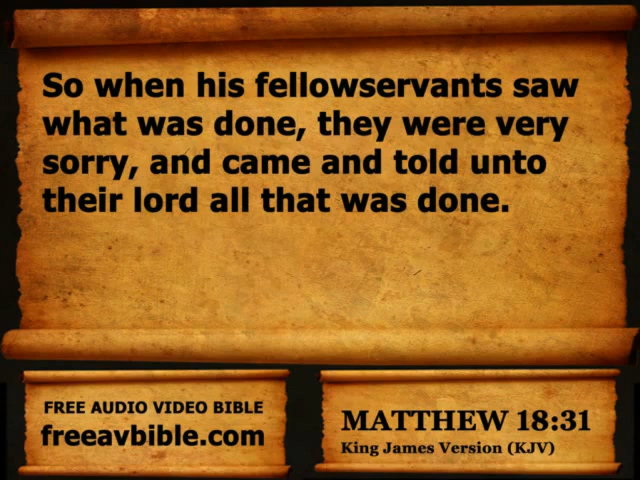 So when his fellowservants saw
what was done, they were very
sorry, and came and told unto
their lord all that was done.
FREE AUDIO VIDEO BIBLE
freeavbible.com
MATTHEW 18:31
King James Version (KJV)